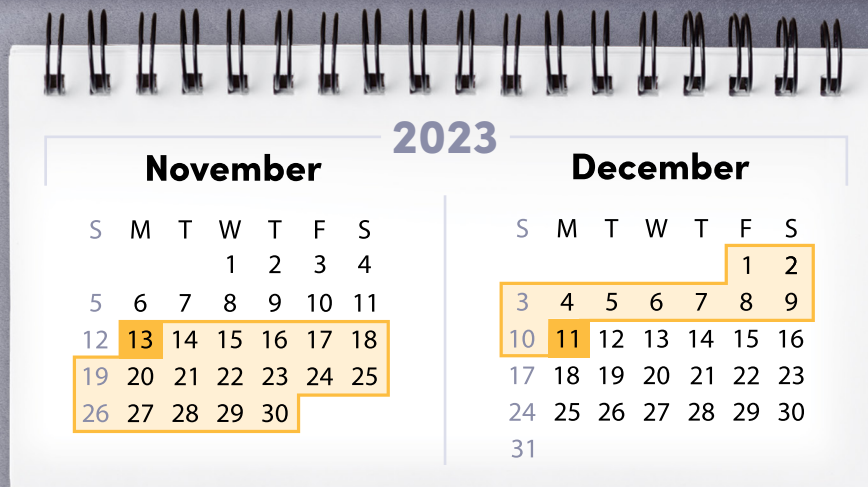 2023
November
S M T W T F S
1 2 3 4
5 6 7 8 9 10 11
12 13 14 15 16 17 18
19 20 21 22 23 24 25
26 27 28 29 30
December
S M T W T F S
1 2
3 4 5 6 7 8 9
10 11 12 13 14 15 16
17 18 19 20 21 22 23
24 25 26 27 28 29 30
31